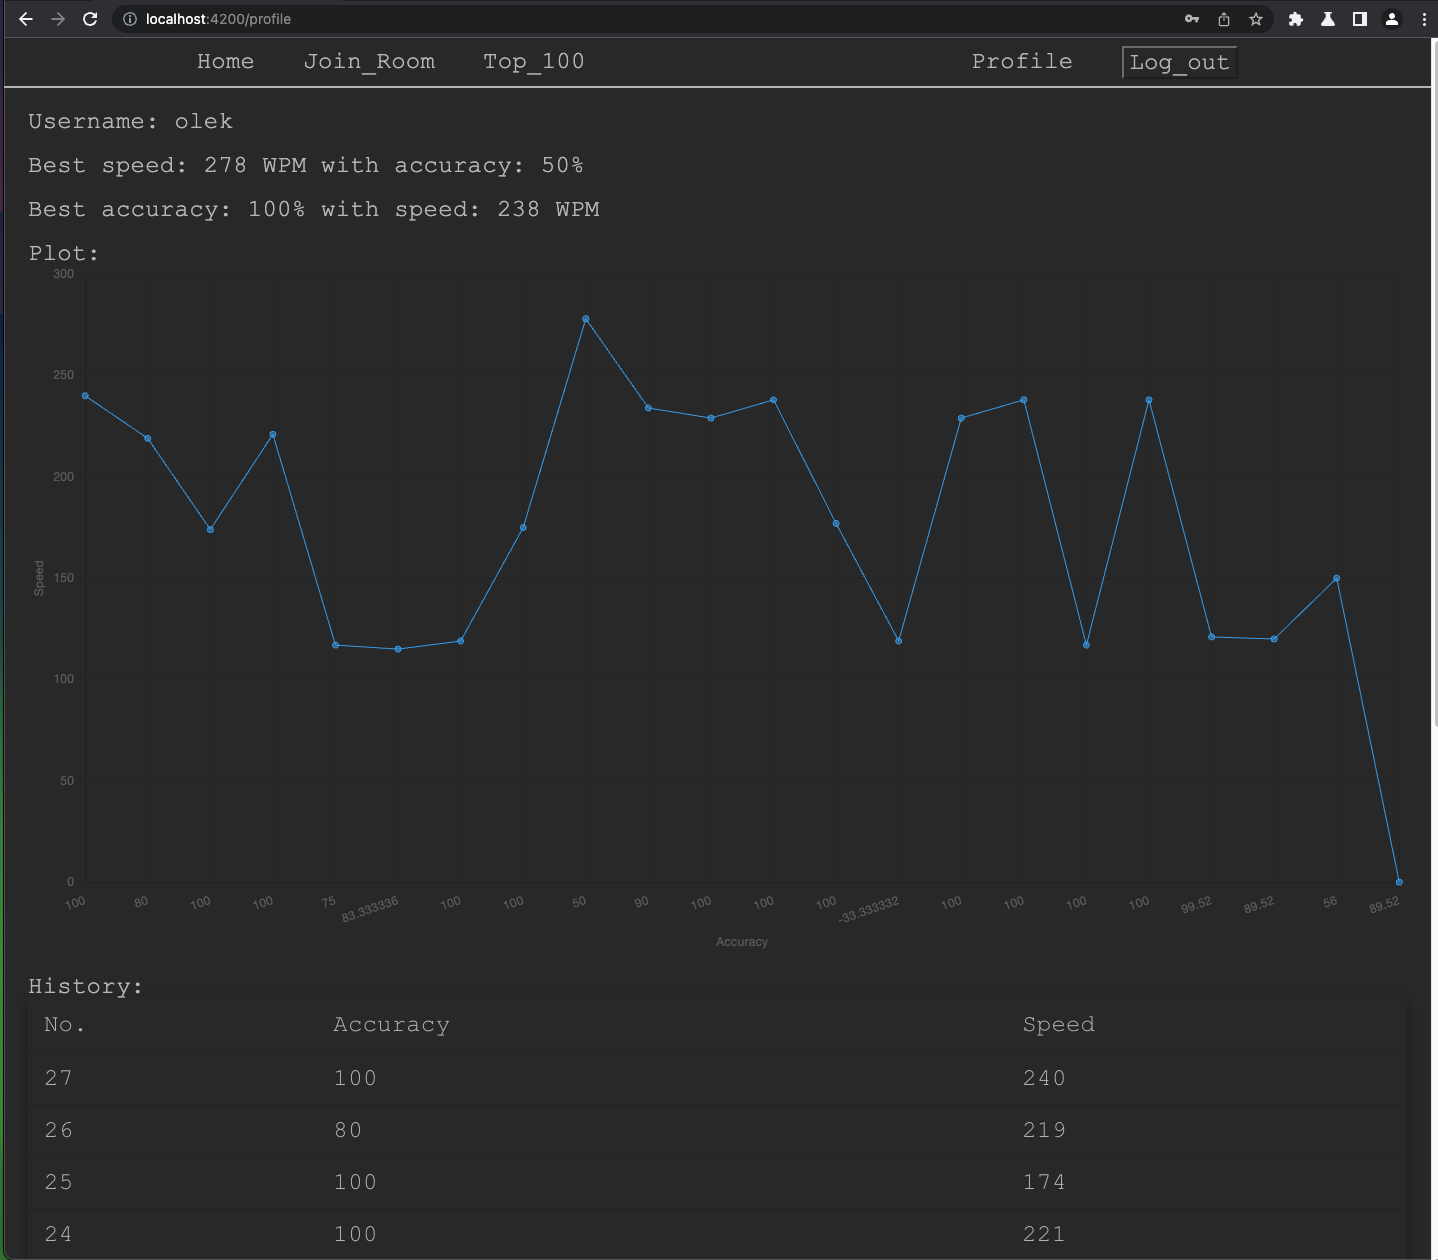 localhost:4200/profile
Home Join_Room Top_100 Profile Log_out
Username: olek
Best speed: 278 WPM with accuracy: 50%
Best accuracy: 100% with speed: 238 WPM
Plot:
300
250
200
150
100
50
0
Speed
100 80 100 100 75 83.333336 100 100 50 90 100 100 100 -33.333332 100 100 100 100 99.52 89.52 56 89.52
Accuracy
History:
No. Accuracy Speed
27 100 240
26 80 219
25 100 174
24 100 221